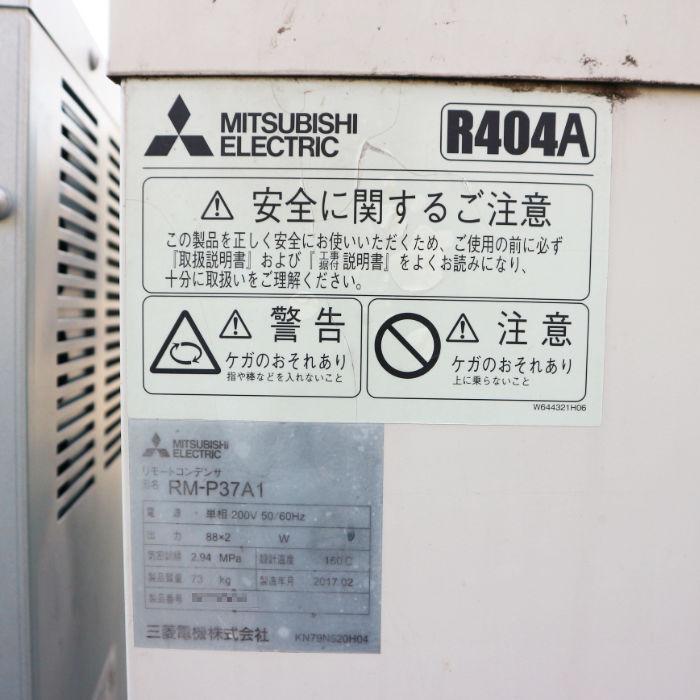 MITSUBISHI
ELECTRIC
R404A
安全に関するご注意
この製品を正しく安全にお使いいただくため、ご使用の前に必ず
『取扱説明書』および『工事据付説明書』をよくお読みになり、
十分に取扱いをご理解ください。
警告
ケガのおそれあり
指や棒などを入れないこと
注意
ケガのおそれあり
上に乗らないこと
W644321H06
MITSUBISHI
ELECTRIC
リモートコンデンサ
形名 RM-P37A1
電源 単相 200V 50/60Hz
出力 88×2 W
気密試験 2.94 MPa 設計温度 160 C
製品質量 73 kg 製造年月 2017.02
製品番号
三菱電機株式会社 KN79N520H04